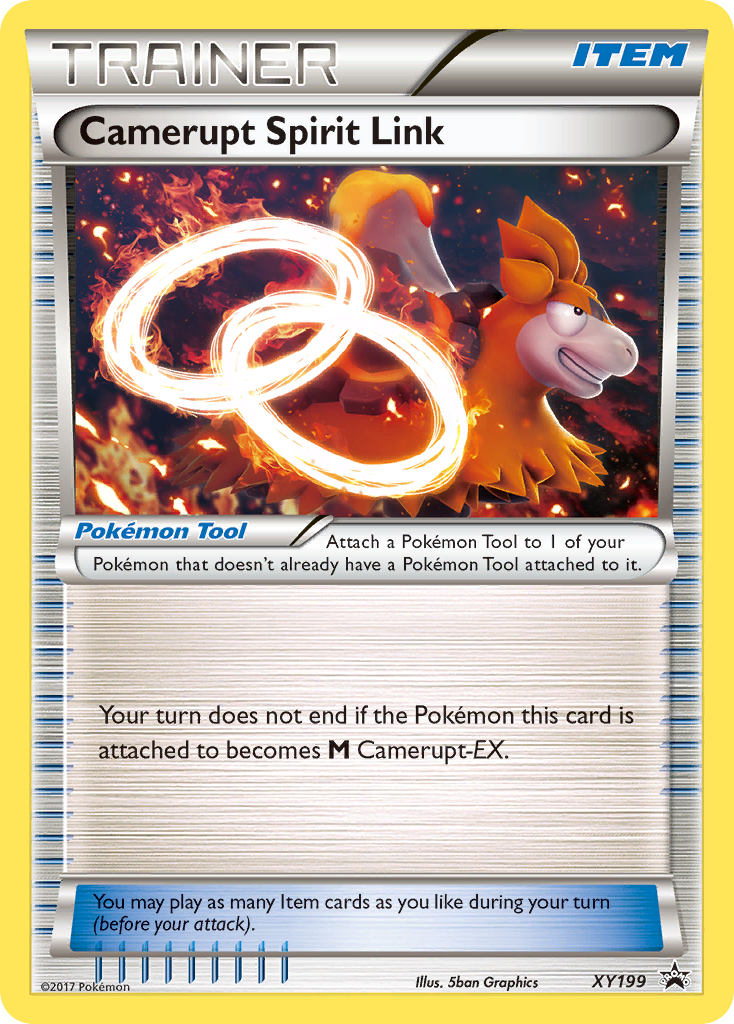 TRAINER
ITEM
Camerupt Spirit Link
Pokémon Tool
Attach a Pokémon Tool to 1 of your
Pokémon that doesn't already have a Pokémon Tool attached to it.
Your turn does not end if the Pokémon this card is
attached to becomes M Camerupt-EX.
You may play as many Item cards as you like during your turn
(before your attack).
©2017 Pokémon
Illus. 5ban Graphics
XY199
PROMO